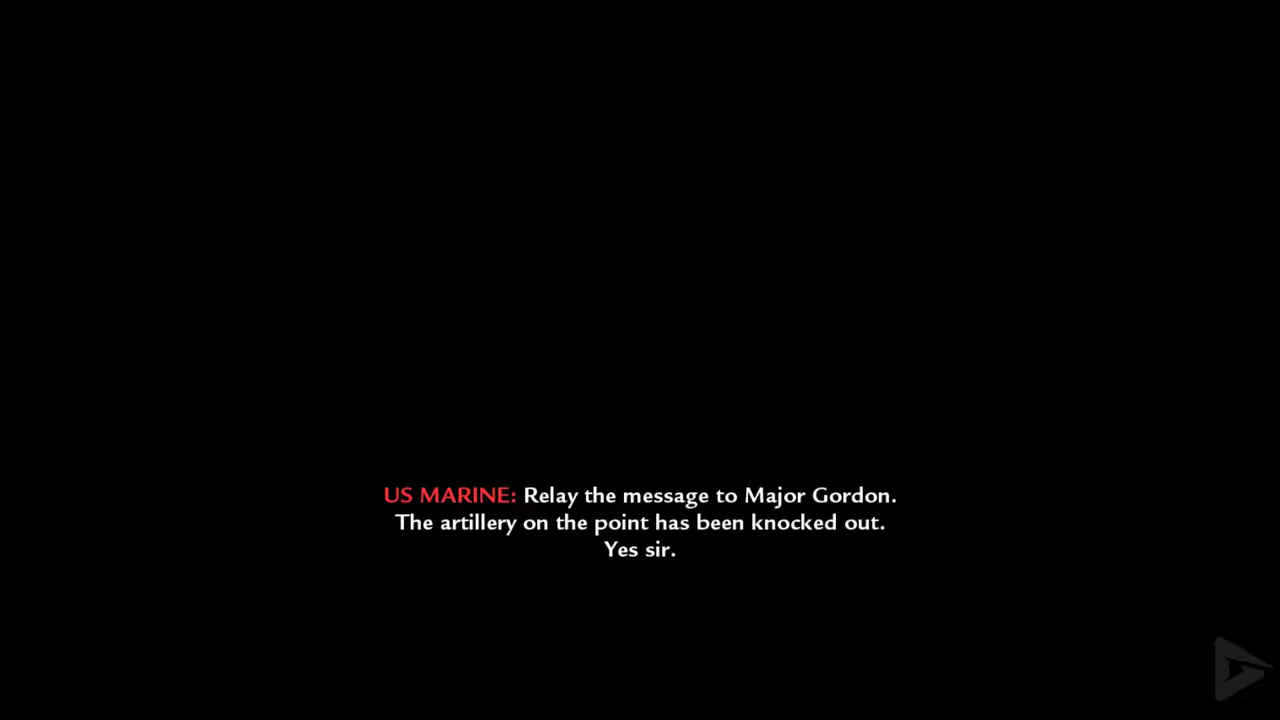 US MARINE: Relay the message to Major Gordon.
The artillery on the point has been knocked out.
Yes sir.